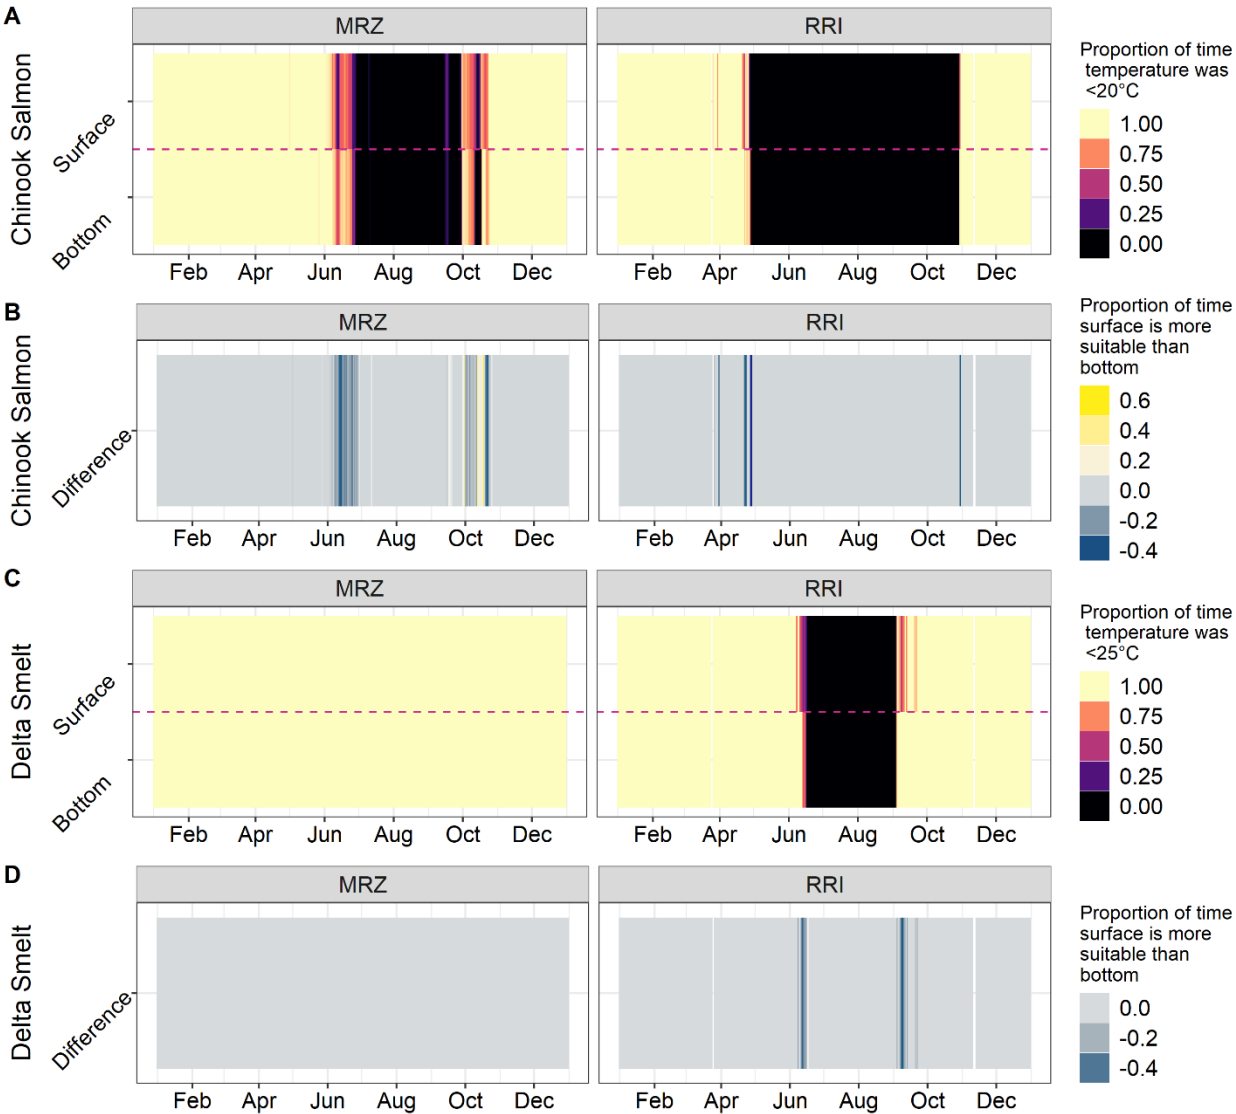 A
MRZ
RRI
Chinook Salmon
Surface
Bottom
Feb Apr Jun Aug Oct Dec
Feb Apr Jun Aug Oct Dec
Proportion of time
temperature was
<20°C
1.00
0.75
0.50
0.25
0.00
B
MRZ
RRI
Chinook Salmon
Difference
Feb Apr Jun Aug Oct Dec
Feb Apr Jun Aug Oct Dec
Proportion of time
surface is more
suitable than
bottom
0.6
0.4
0.2
0.0
-0.2
-0.4
C
MRZ
RRI
Delta Smelt
Surface
Bottom
Feb Apr Jun Aug Oct Dec
Feb Apr Jun Aug Oct Dec
Proportion of time
temperature was
<25°C
1.00
0.75
0.50
0.25
0.00
D
MRZ
RRI
Delta Smelt
Difference
Feb Apr Jun Aug Oct Dec
Feb Apr Jun Aug Oct Dec
Proportion of time
surface is more
suitable than
bottom
0.0
-0.2
-0.4